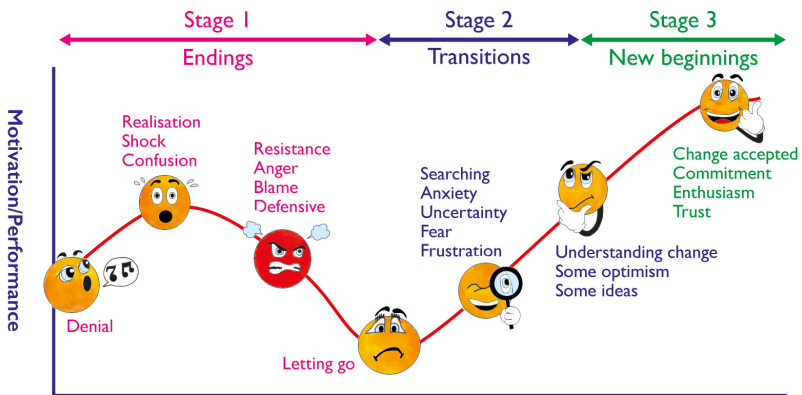 Stage 1
Endings
Stage 2
Transitions
Stage 3
New beginnings
Motivation/Performance
Denial
Realisation
Shock
Confusion
Resistance
Anger
Blame
Defensive
Letting go
Searching
Anxiety
Uncertainty
Fear
Frustration
Understanding change
Some optimism
Some ideas
Change accepted
Commitment
Enthusiasm
Trust